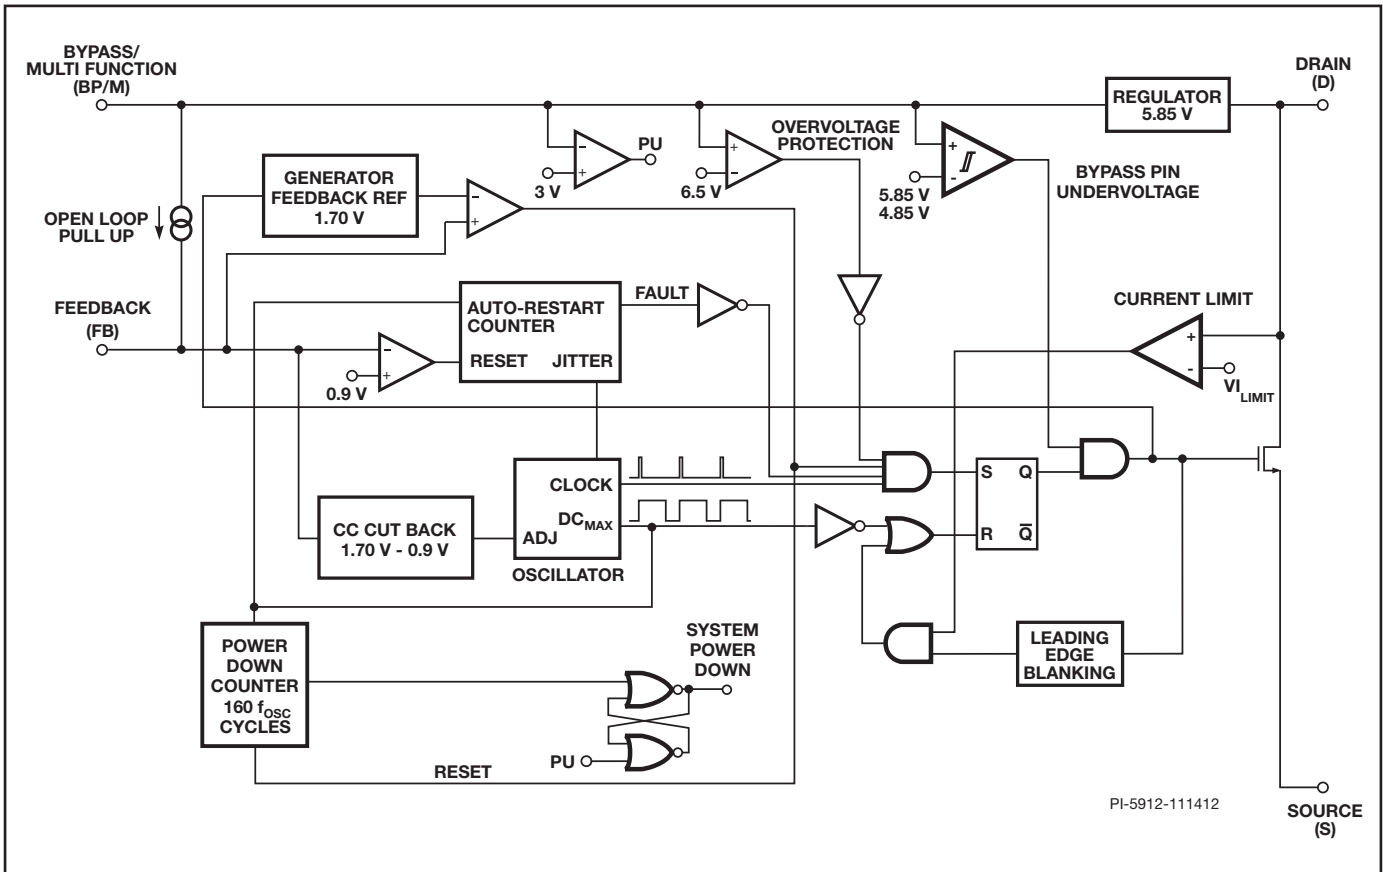 BYPASS/
MULTI FUNCTION
(BP/M)
DRAIN
(D)
REGULATOR
5.85 V
OVERVOLTAGE
PROTECTION
PU
-
+
3 V
+
-
6.5 V
+
-
5.85 V
4.85 V
BYPASS PIN
UNDERVOLTAGE
GENERATOR
FEEDBACK REF
1.70 V
-
+
OPEN LOOP
PULL UP
FEEDBACK
(FB)
AUTO-RESTART
COUNTER
RESET JITTER
FAULT
-
+
0.9 V
CURRENT LIMIT
+
-
VI LIMIT
CLOCK
DCMAX
ADJ
OSCILLATOR
CC CUT BACK
1.70 V - 0.9 V
S Q
R Q̅
POWER
DOWN
COUNTER
160 fOSC
CYCLES
SYSTEM
POWER
DOWN
LEADING
EDGE
BLANKING
PU
RESET
PI-5912-111412
SOURCE
(S)